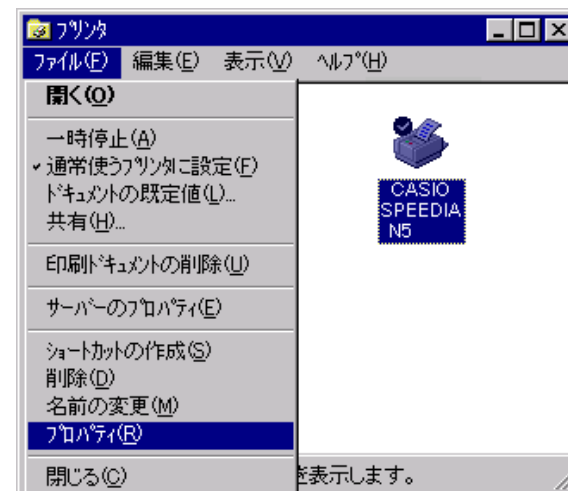 プリンタ
ファイル(F) 編集(E) 表示(V) ヘルプ(H)
開く(O)
一時停止(A)
通常使うプリンタに設定(F)
ドキュメントの既定値(L)...
共有(H)...
印刷ドキュメントの削除(U)
サーバーのプロパティ(E)
ショートカットの作成(S)
削除(D)
名前の変更(M)
プロパティ(R)
閉じる(C)
CASIO
SPEEDIA
N5
を表示します。